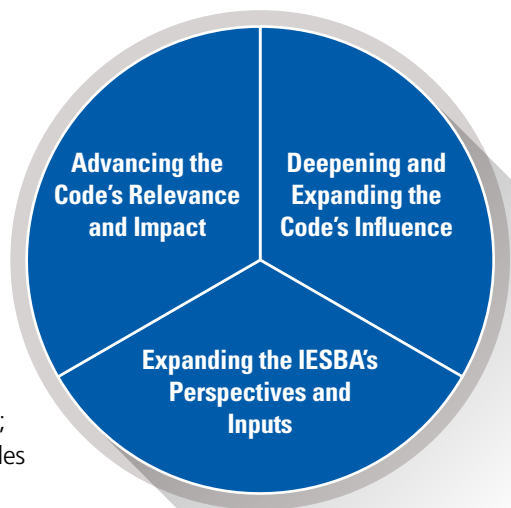 Advancing the
Code's Relevance
and Impact
Deepening and
Expanding the
Code's Influence
Expanding the IESBA's
Perspectives and
Inputs
;